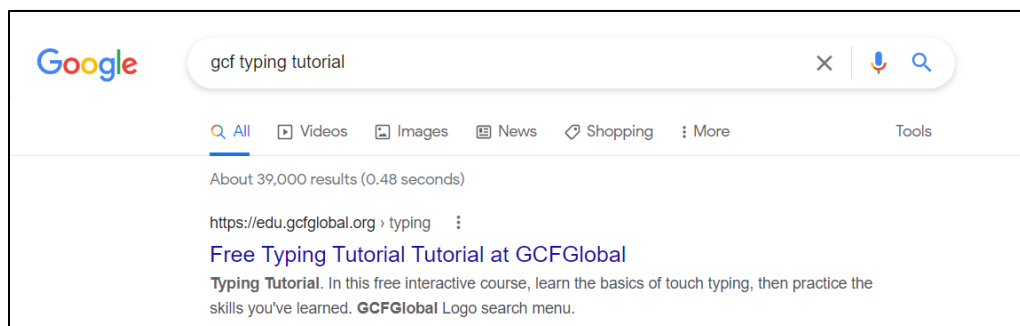 Google
gcf typing tutorial
All Videos Images News Shopping More Tools
About 39,000 results (0.48 seconds)
https://edu.gcfglobal.org › typing
Free Typing Tutorial Tutorial at GCFGlobal
Typing Tutorial. In this free interactive course, learn the basics of touch typing, then practice the
skills you've learned. GCFGlobal Logo search menu.